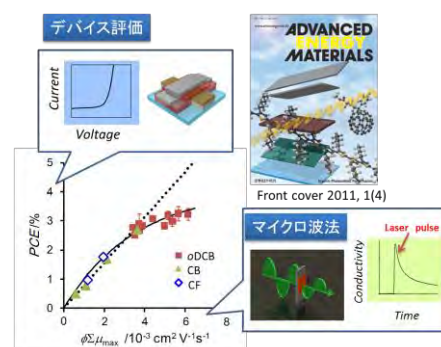 デバイス評価
Current
Voltage
ADVANCED
ENERGY
MATERIALS
Front cover 2011, 1(4)
PCE/%
5
4
3
2
1
0
oDCB
CB
CF
0 2 4 6 8
ϕΣμmax /10⁻³ cm² V⁻¹s⁻¹
マイクロ波法
Laser pulse
Conductivity
Time